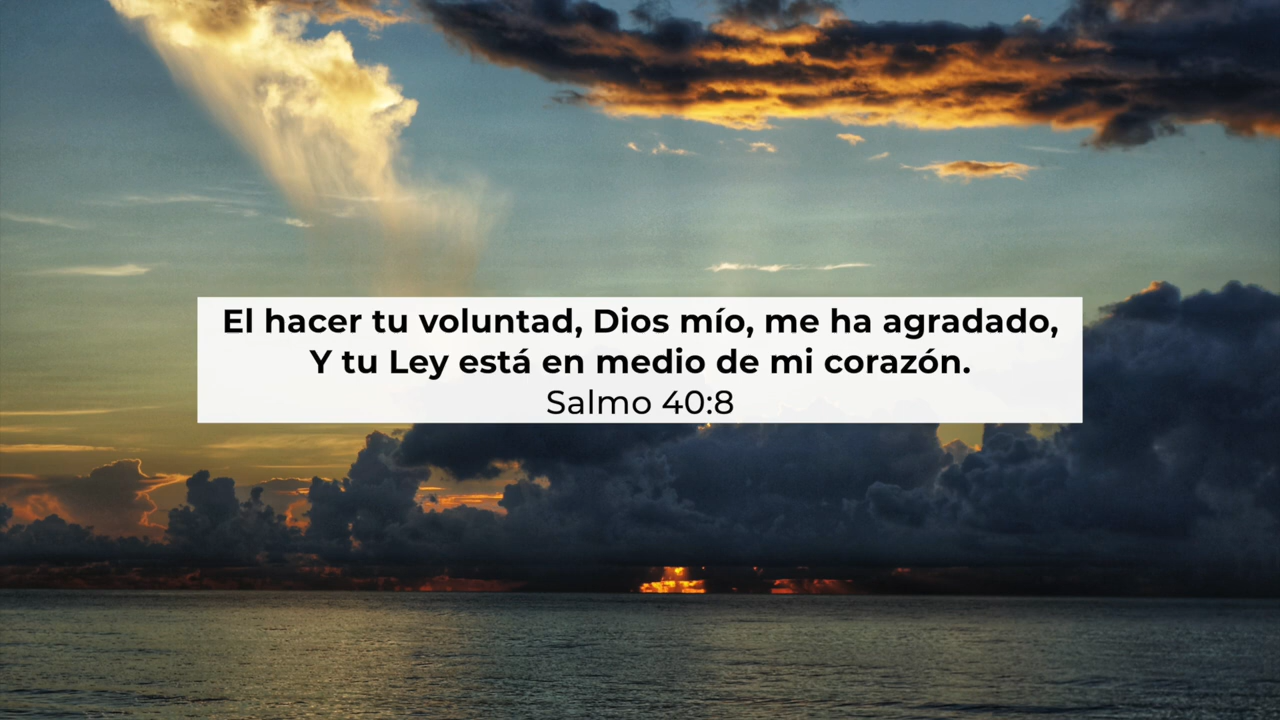 El hacer tu voluntad, Dios mío, me ha agradado,
Y tu Ley está en medio de mi corazón.
Salmo 40:8